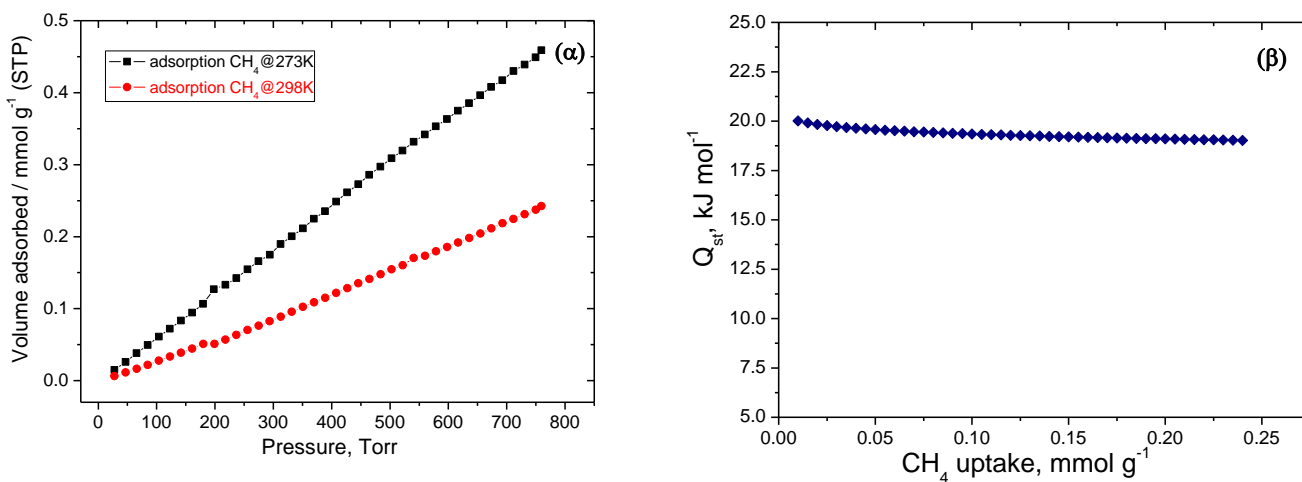 (α)
adsorption CH₄@273K
adsorption CH₄@298K
Volume adsorbed / mmol g⁻¹ (STP)
0.5
0.4
0.3
0.2
0.1
0.0
0 100 200 300 400 500 600 700 800
Pressure, Torr
(β)
Qst, kJ mol⁻¹
25.0
22.5
20.0
17.5
15.0
12.5
10.0
7.5
5.0
0.00 0.05 0.10 0.15 0.20 0.25
CH₄ uptake, mmol g⁻¹